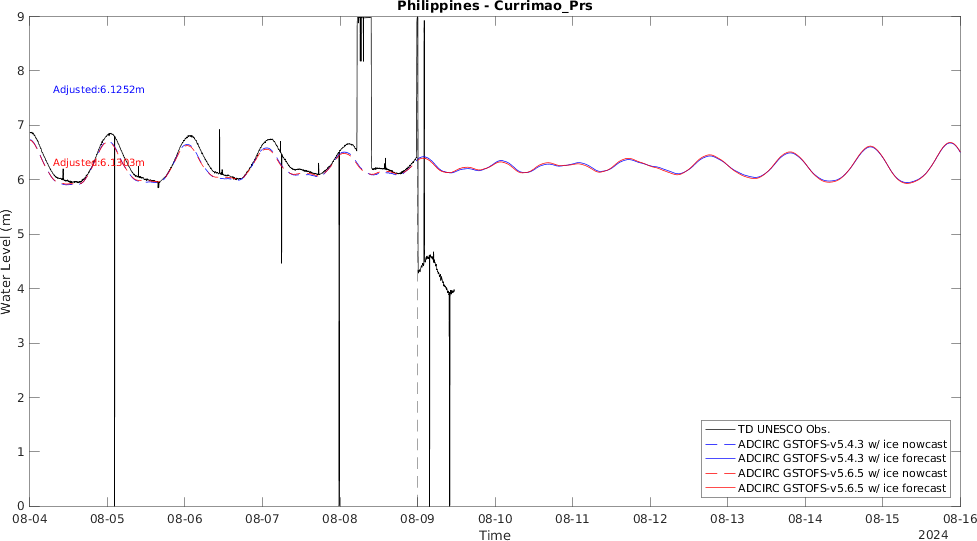 Philippines - Currimao_Prs
9
8
7
6
5
4
3
2
1
0
Water Level (m)
Adjusted:6.1252m
Adjusted:6.1303m
TD UNESCO Obs.
ADCIRC GSTOFS-v5.4.3 w/ ice nowcast
ADCIRC GSTOFS-v5.4.3 w/ ice forecast
ADCIRC GSTOFS-v5.6.5 w/ ice nowcast
ADCIRC GSTOFS-v5.6.5 w/ ice forecast
08-04 08-05 08-06 08-07 08-08 08-09 08-10 08-11 08-12 08-13 08-14 08-15 08-16
Time
2024